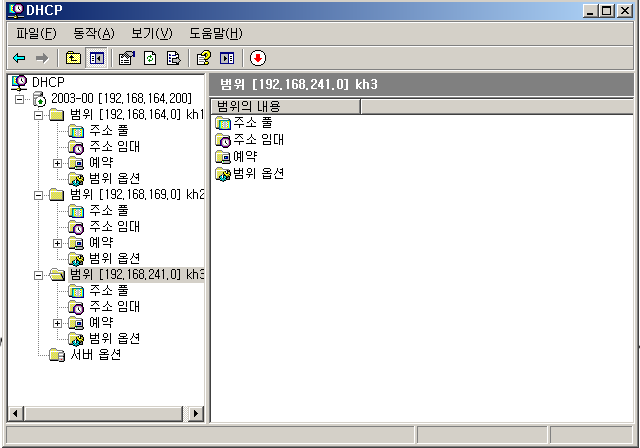 DHCP
파일(F) 동작(A) 보기(V) 도움말(H)
DHCP
2003-00 [192,168,164,200]
범위 [192,168,164,0] kh1
주소 풀
주소 임대
예약
범위 옵션
범위 [192,168,169,0] kh2
주소 풀
주소 임대
예약
범위 옵션
범위 [192,168,241,0] kh3
주소 풀
주소 임대
예약
범위 옵션
서버 옵션
범위 [192,168,241,0] kh3
범위의 내용
주소 풀
주소 임대
예약
범위 옵션